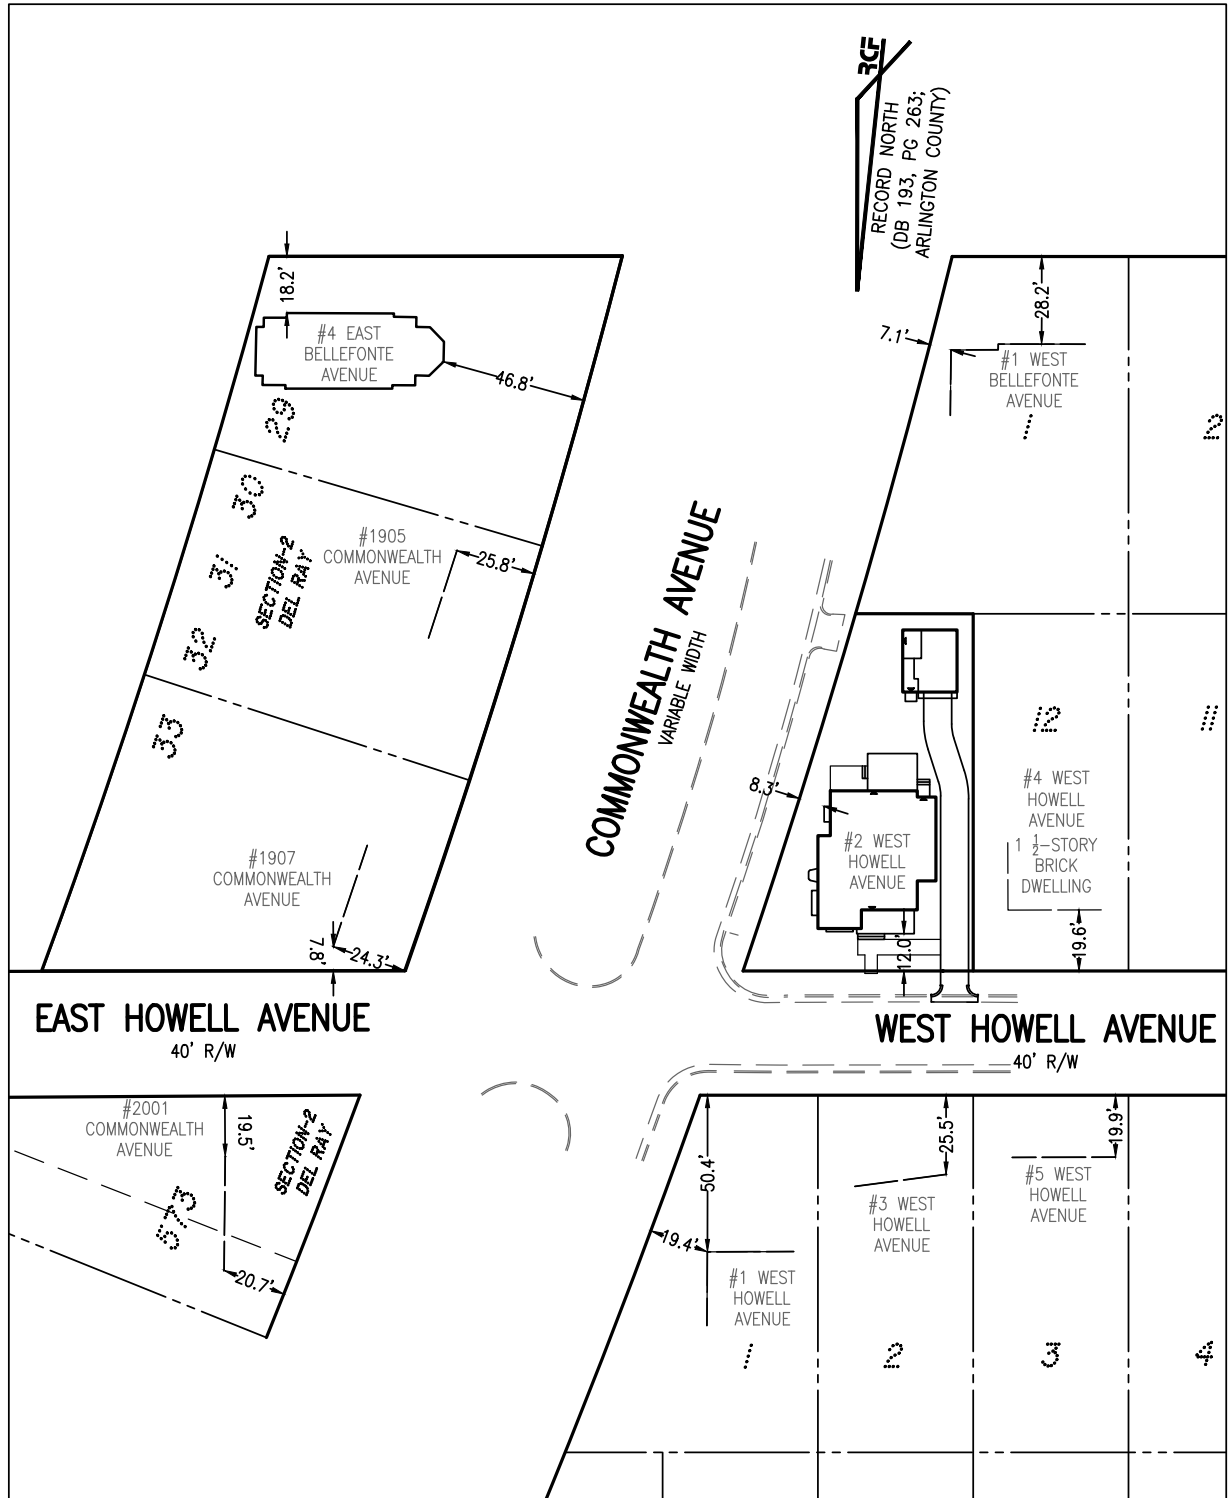 RCF
RECORD NORTH
(DB 193, PG 263;
ARLINGTON COUNTY)
18.2'
#4 EAST
BELLEFONTE
AVENUE
46.8'
29
30
31
32
33
SECTION-2
DEL RAY
#1905
COMMONWEALTH
AVENUE
25.8'
#1907
COMMONWEALTH
AVENUE
7.8'
24.3'
COMMONWEALTH AVENUE
VARIABLE WIDTH
7.1'
28.2'
#1 WEST
BELLEFONTE
AVENUE
1
2
12
11
8.3'
#2 WEST
HOWELL
AVENUE
12.0'
#4 WEST
HOWELL
AVENUE
1 ½-STORY
BRICK
DWELLING
19.6'
EAST HOWELL AVENUE
40' R/W
WEST HOWELL AVENUE
40' R/W
#2001
COMMONWEALTH
AVENUE
19.5'
SECTION-2
DEL RAY
573
20.7'
50.4'
19.4'
#1 WEST
HOWELL
AVENUE
1
25.5'
#3 WEST
HOWELL
AVENUE
2
19.9'
#5 WEST
HOWELL
AVENUE
3
4